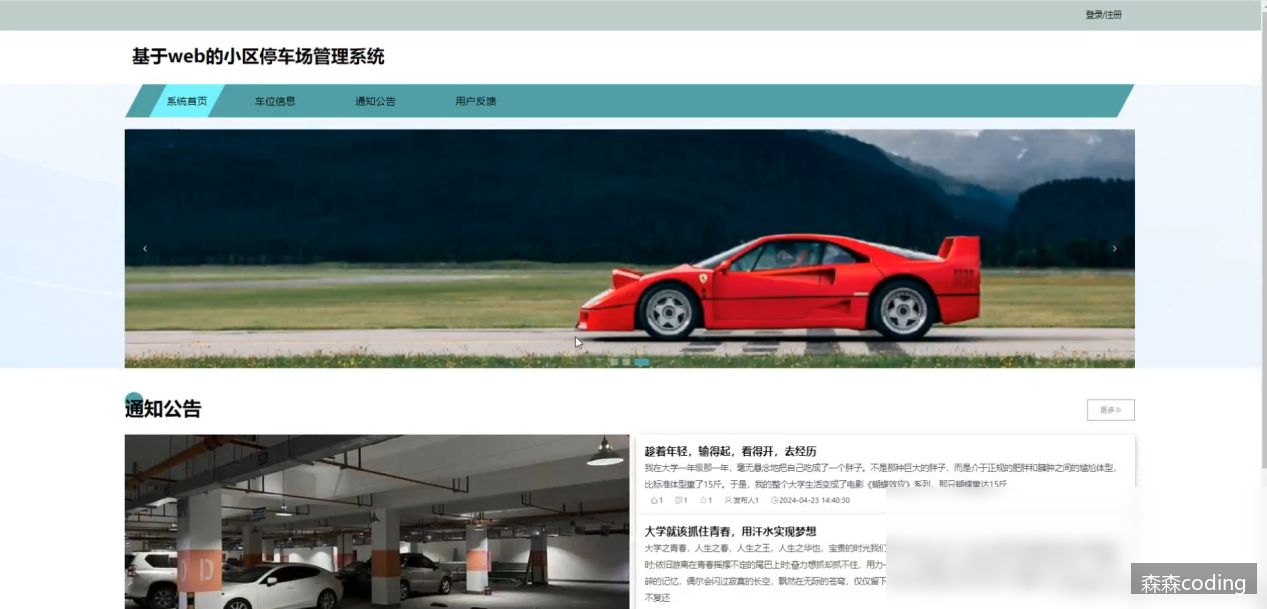 登录/注册
基于web的小区停车场管理系统
系统首页 车位信息 通知公告 用户反馈
通知公告
更多»
趁着年轻，输得起，看得开，去经历
我在大学一年级那一年，毫无悬念地把自己吃成了一个胖子。不是那种巨大的胖子，而是介于正规的肥胖和臃肿之间的尴尬体型，
比标准体型重了15斤。于是，我的整个大学生活变成了电影《蝴蝶效应》系列，那只蝴蝶重达15斤
1 1 1 发布人1 2024-04-23 14:40:30
大学就该抓住青春，用汗水实现梦想
大学之青春，人生之春，人生之王，人生之华也，宝贵的时光我们
时;依旧游离在青春摇摆不定的尾巴上时;奋力想抓却抓不住，用力一
碎的记忆，偶尔会闪过寂寞的长空，飘然在无际的苍穹，仅仅留下
不复还
森森coding